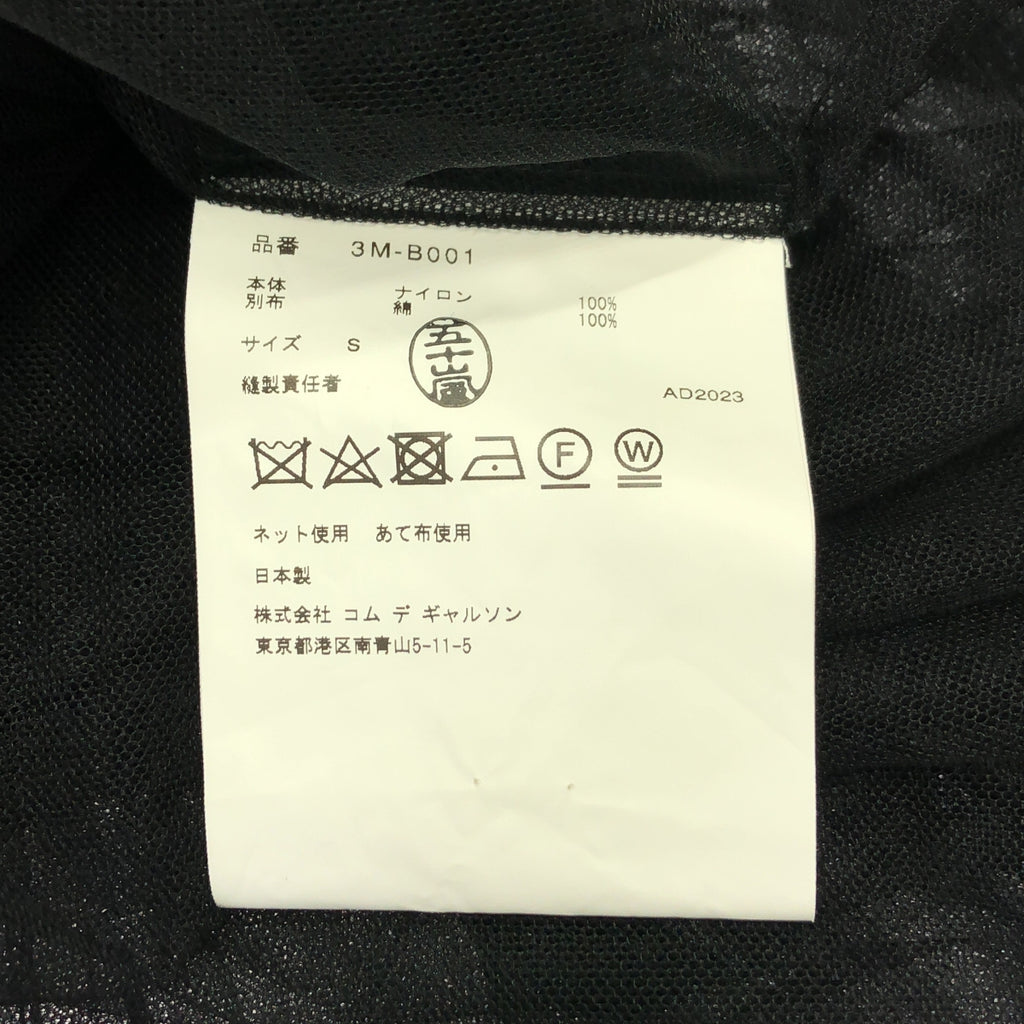 品番 3M-B001
本体 ナイロン 100%
別布 綿 100%
サイズ S
五十嵐
縫製責任者
AD2023
F W
ネット使用 あて布使用
日本製
株式会社 コム デ ギャルソン
東京都港区南青山5-11-5